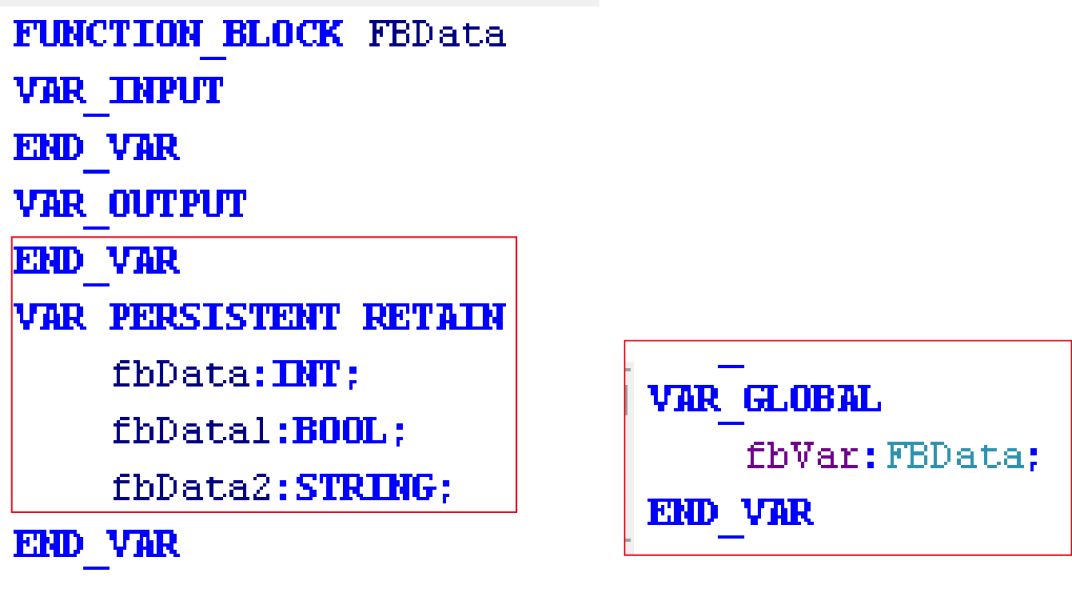 FUNCTION_BLOCK FBData
VAR_INPUT
END_VAR
VAR_OUTPUT
END_VAR
VAR PERSISTENT RETAIN
fbData:INT;
fbData1:BOOL;
fbData2:STRING;
END_VAR
VAR_GLOBAL
fbVar:FBData;
END_VAR